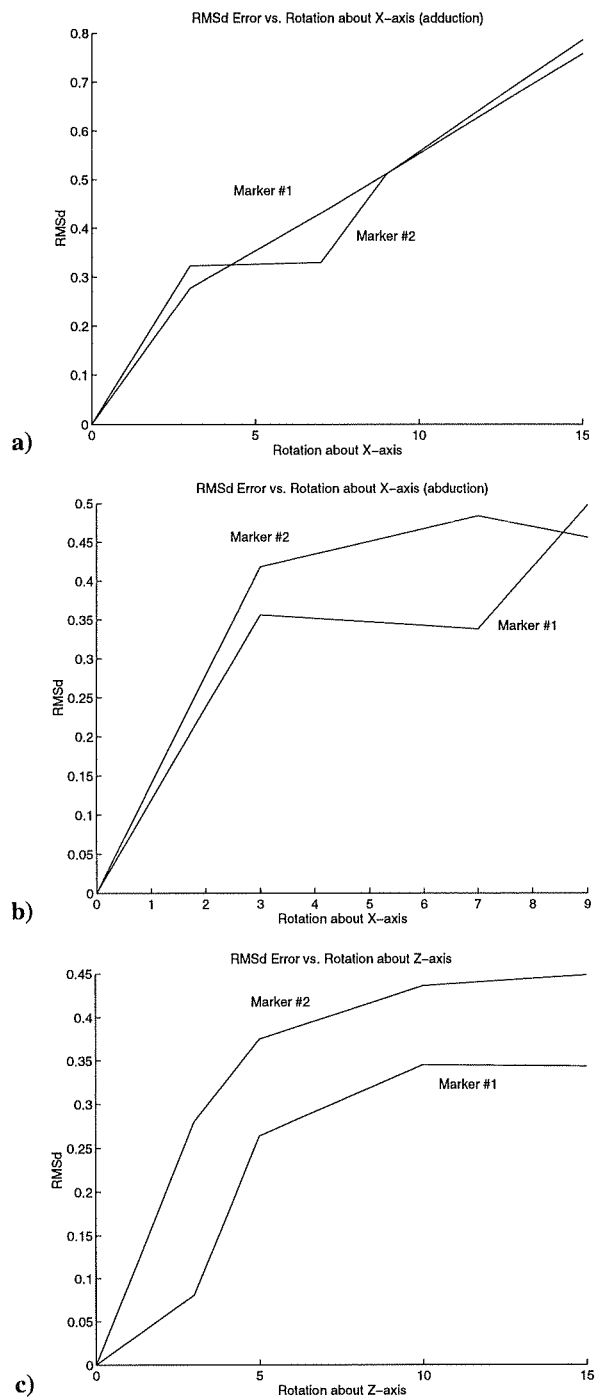 RMSd Error vs. Rotation about X-axis (adduction)
0.8
0.7
0.6
0.5
0.4
0.3
0.2
0.1
0
RMSd
Marker #1
Marker #2
0 5 10 15
Rotation about X-axis
a)
RMSd Error vs. Rotation about X-axis (abduction)
0.5
0.45
0.4
0.35
0.3
0.25
0.2
0.15
0.1
0.05
0
RMSd
Marker #2
Marker #1
0 1 2 3 4 5 6 7 8 9
Rotation about X-axis
b)
RMSd Error vs. Rotation about Z-axis
0.45
0.4
0.35
0.3
0.25
0.2
0.15
0.1
0.05
0
RMSd
Marker #2
Marker #1
0 5 10 15
Rotation about Z-axis
c)